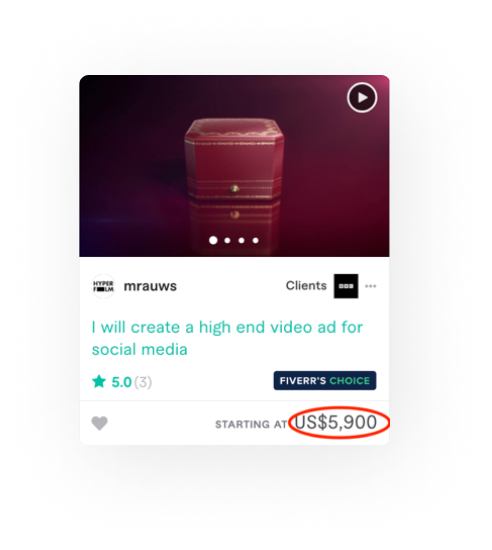 HYPER
FILM
mrauws
Clients
BBC
I will create a high end video ad for
social media
5.0 (3)
FIVERR'S CHOICE
STARTING AT US$5,900